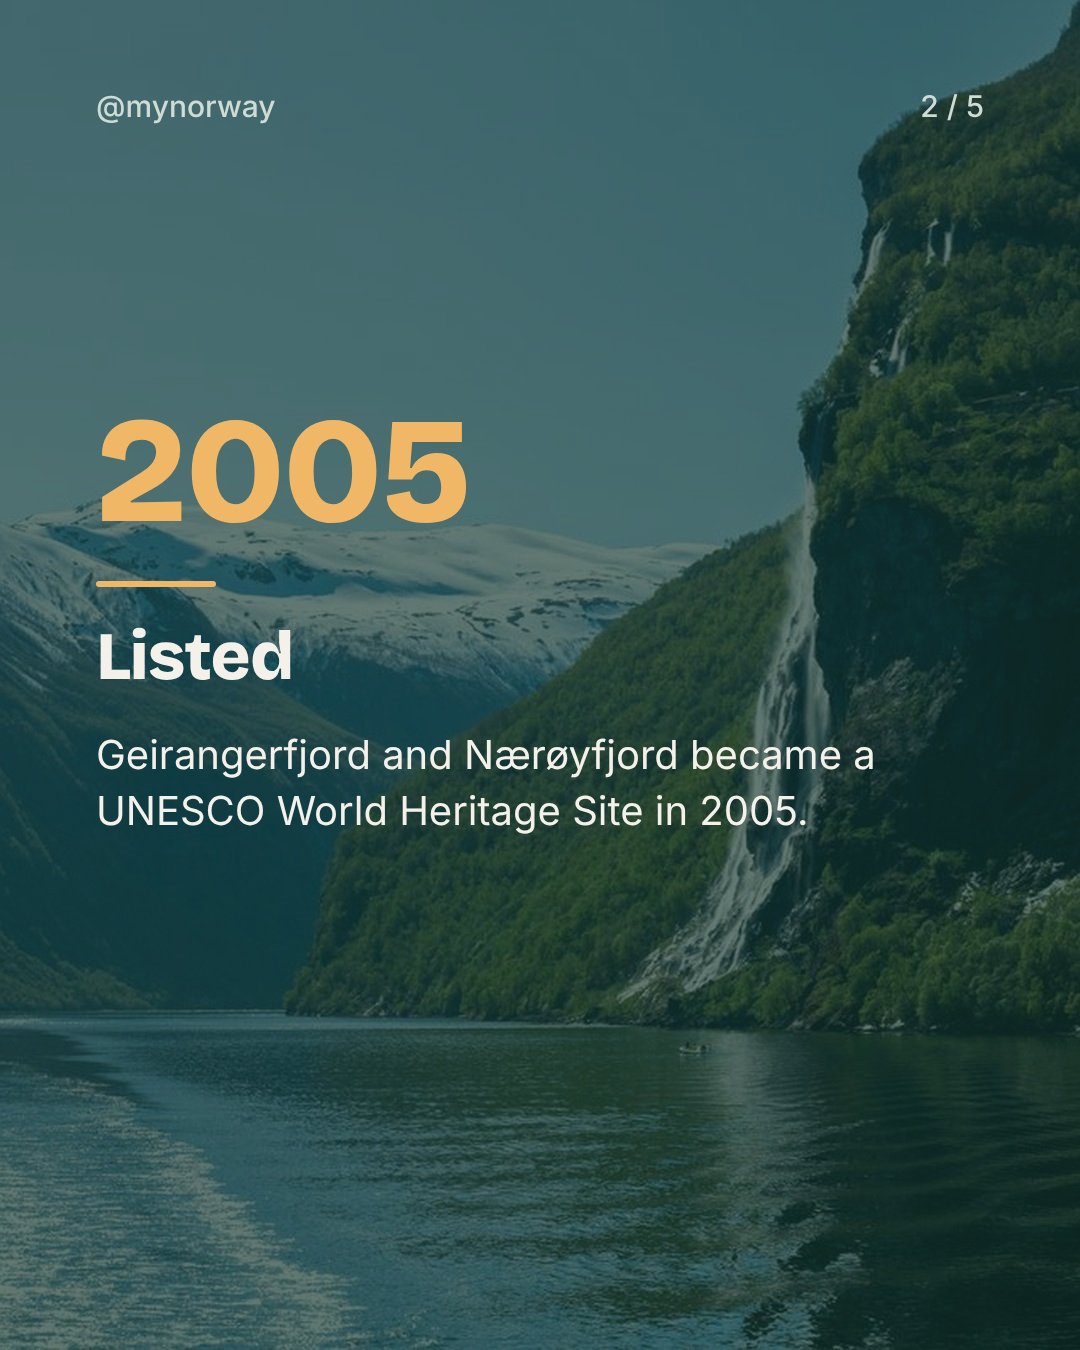 @mynorway
2 / 5
2005
Listed
Geirangerfjord and Nærøyfjord became a
UNESCO World Heritage Site in 2005.